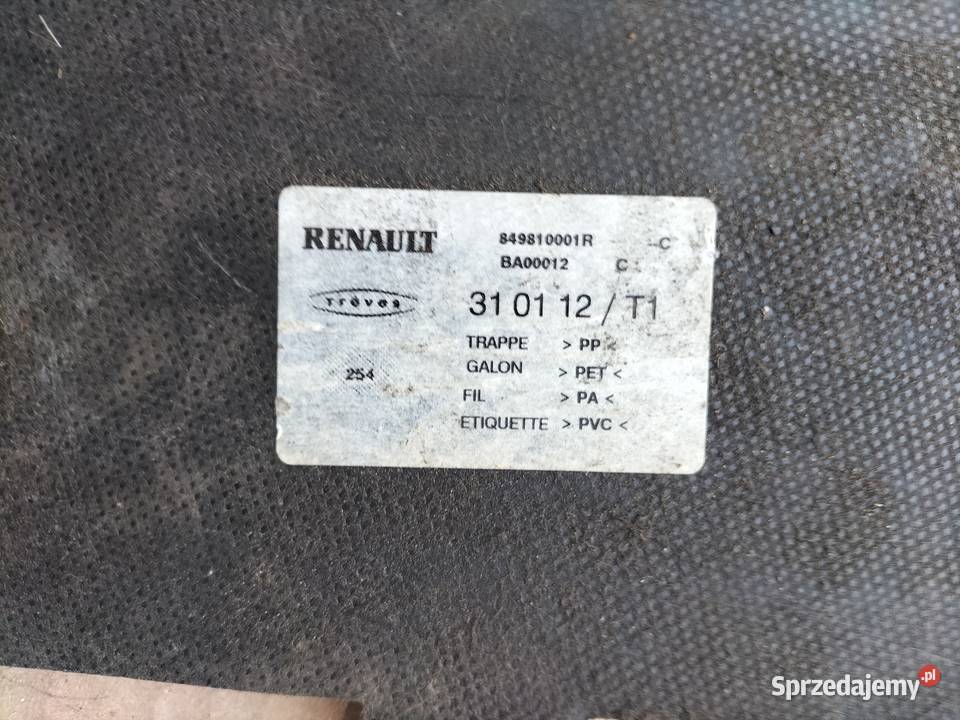 RENAULT 849810001R --C
BA00012 C
Trèves 31 01 12 / T1
TRAPPE > PP <
254 GALON > PET <
FIL > PA <
ETIQUETTE > PVC <
Sprzedajemy.pl